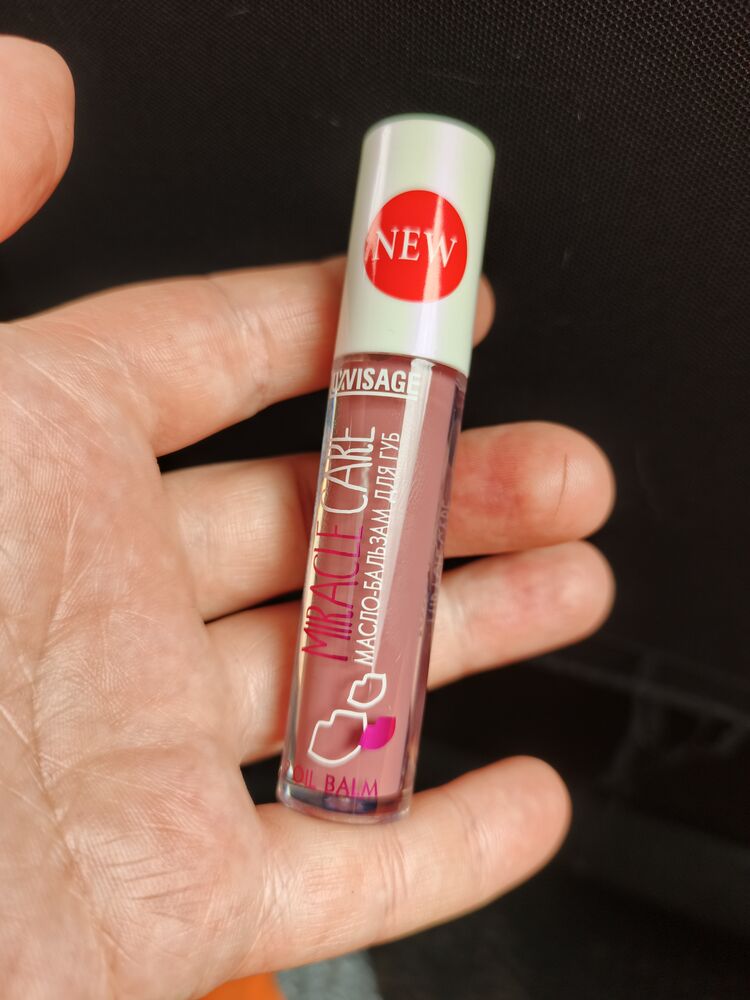 NEW
LUXVISAGE
MIRACLE CARE
МАСЛО-БАЛЬЗАМ ДЛЯ ГУБ
OIL BALM